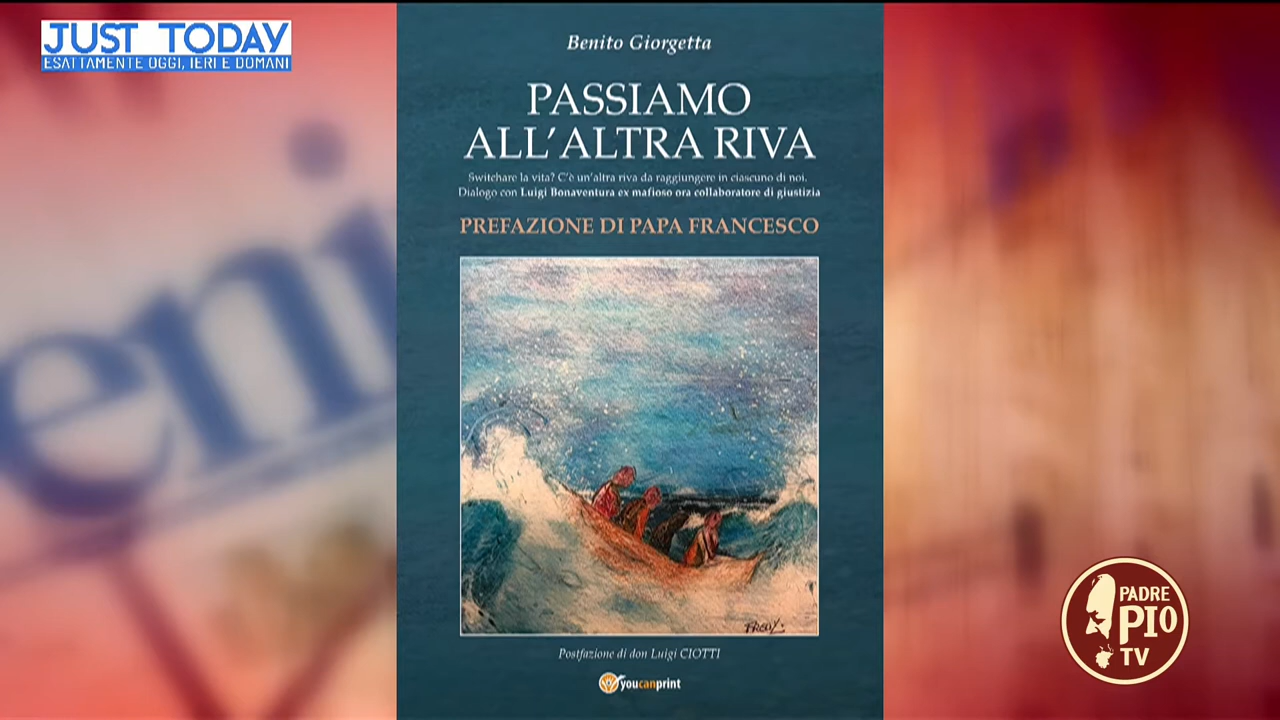 JUST TODAY
ESATTAMENTE OGGI, IERI E DOMANI
Benito Giorgetta
PASSIAMO
ALL'ALTRA RIVA
Switchare la vita? C'è un'altra riva da raggiungere in ciascuno di noi.
Dialogo con Luigi Bonaventura ex mafioso ora collaboratore di giustizia
PREFAZIONE DI PAPA FRANCESCO
Postfazione di don Luigi CIOTTI
youcanprint
PADRE
PIO
TV
eni